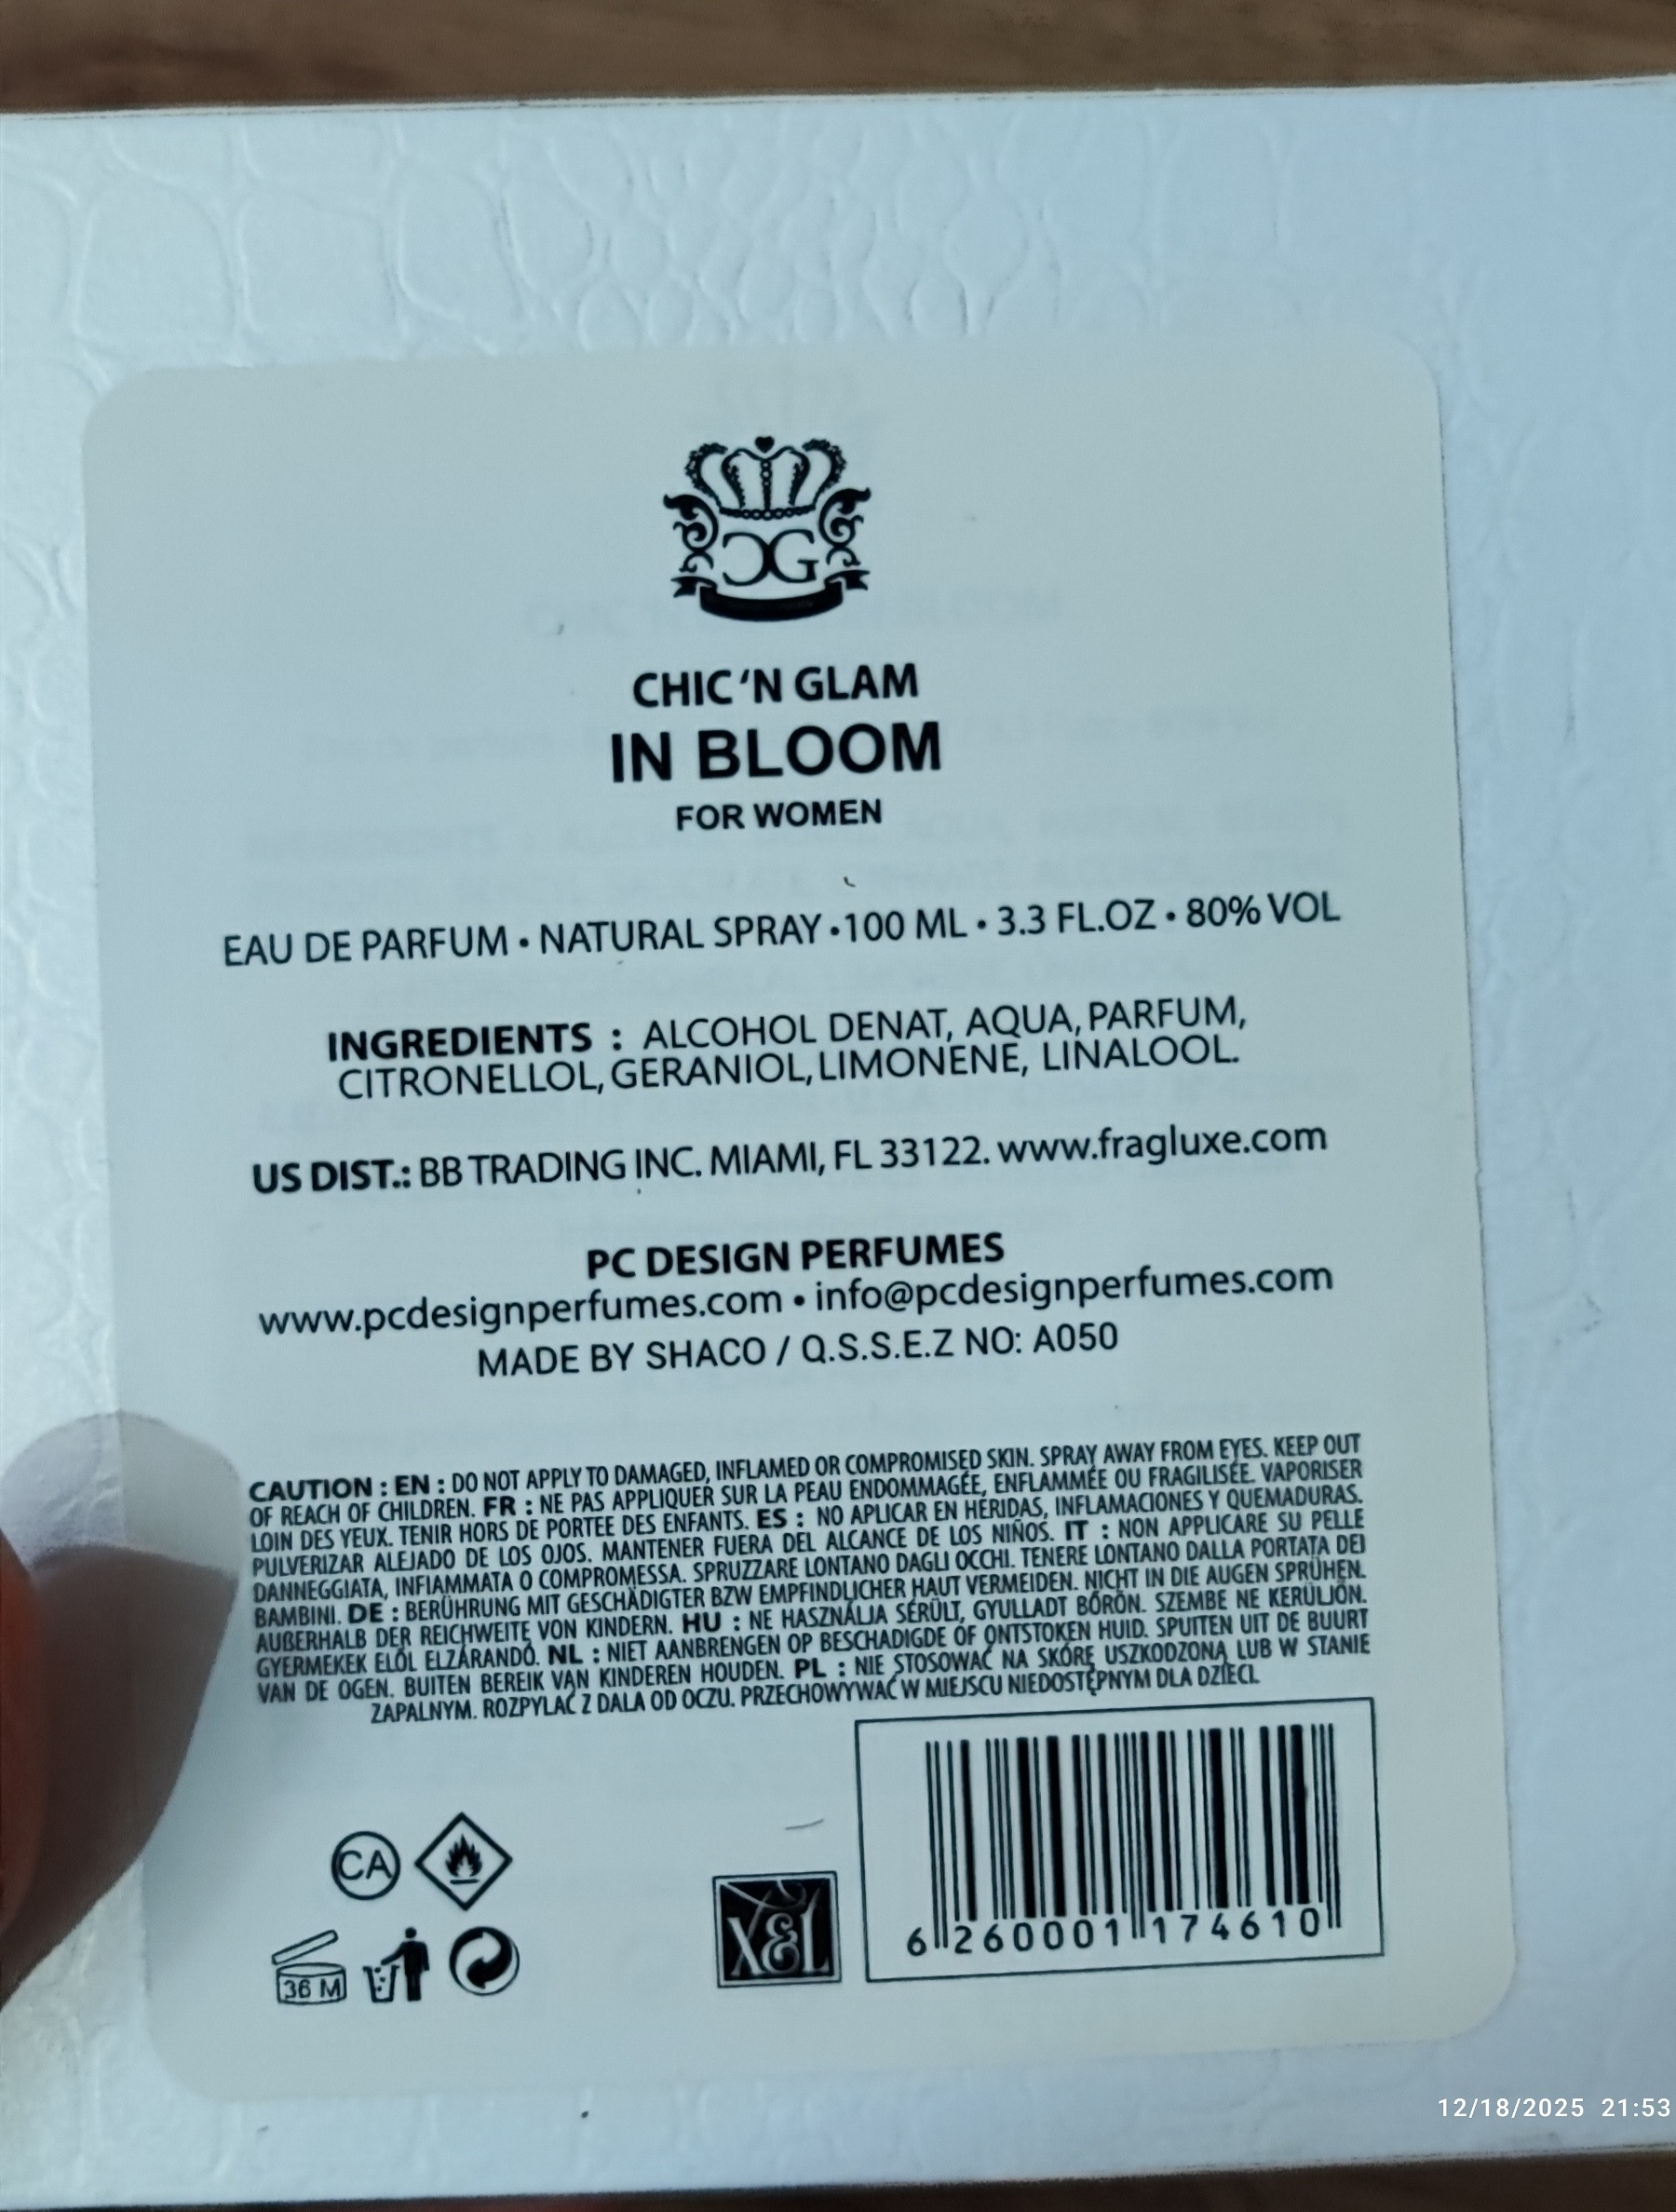 CG
CHIC 'N GLAM
IN BLOOM
FOR WOMEN
EAU DE PARFUM • NATURAL SPRAY • 100 ML • 3.3 FL.OZ • 80% VOL
INGREDIENTS : ALCOHOL DENAT, AQUA, PARFUM,
CITRONELLOL, GERANIOL, LIMONENE, LINALOOL.
US DIST.: BB TRADING INC. MIAMI, FL 33122. www.fragluxe.com
PC DESIGN PERFUMES
www.pcdesignperfumes.com • info@pcdesignperfumes.com
MADE BY SHACO / Q.S.S.E.Z NO: A050
CAUTION : EN : DO NOT APPLY TO DAMAGED, INFLAMED OR COMPROMISED SKIN. SPRAY AWAY FROM EYES. KEEP OUT
OF REACH OF CHILDREN. FR : NE PAS APPLIQUER SUR LA PEAU ENDOMMAGÉE, ENFLAMMÉE OU FRAGILISÉE. VAPORISER
LOIN DES YEUX. TENIR HORS DE PORTEE DES ENFANTS. ES : NO APLICAR EN HERIDAS, INFLAMACIONES Y QUEMADURAS.
PULVERIZAR ALEJADO DE LOS OJOS. MANTENER FUERA DEL ALCANCE DE LOS NIÑOS. IT : NON APPLICARE SU PELLE
DANNEGGIATA, INFIAMMATA O COMPROMESSA. SPRUZZARE LONTANO DAGLI OCCHI. TENERE LONTANO DALLA PORTATA DEI
BAMBINI. DE : BERÜHRUNG MIT GESCHÄDIGTER BZW EMPFINDLICHER HAUT VERMEIDEN. NICHT IN DIE AUGEN SPRÜHEN.
AUßERHALB DER REICHWEITE VON KINDERN. HU : NE HASZNÁLJA SÉRÜLT, GYULLADT BŐRÖN. SZEMBE NE KERÜLJÖN.
GYERMEKEK ELŐL ELZÁRANDÓ. NL : NIET AANBRENGEN OP BESCHADIGDE OF ONTSTOKEN HUID. SPUITEN UIT DE BUURT
VAN DE OGEN. BUITEN BEREIK VAN KINDEREN HOUDEN. PL : NIE STOSOWAĆ NA SKÓRĘ USZKODZONĄ LUB W STANIE
ZAPALNYM. ROZPYLAĆ Z DALA OD OCZU. PRZECHOWYWAĆ W MIEJSCU NIEDOSTĘPNYM DLA DZIECI.
CA
36 M
6 260001 174610
12/18/2025 21:53